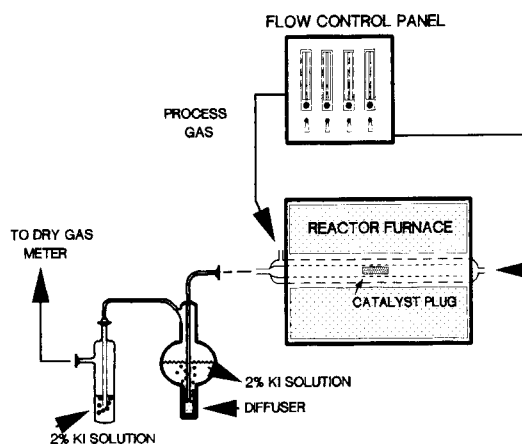 FLOW CONTROL PANEL
PROCESS
GAS
REACTOR FURNACE
TO DRY GAS
METER
CATALYST PLUG
2% KI SOLUTION
DIFFUSER
2% KI SOLUTION